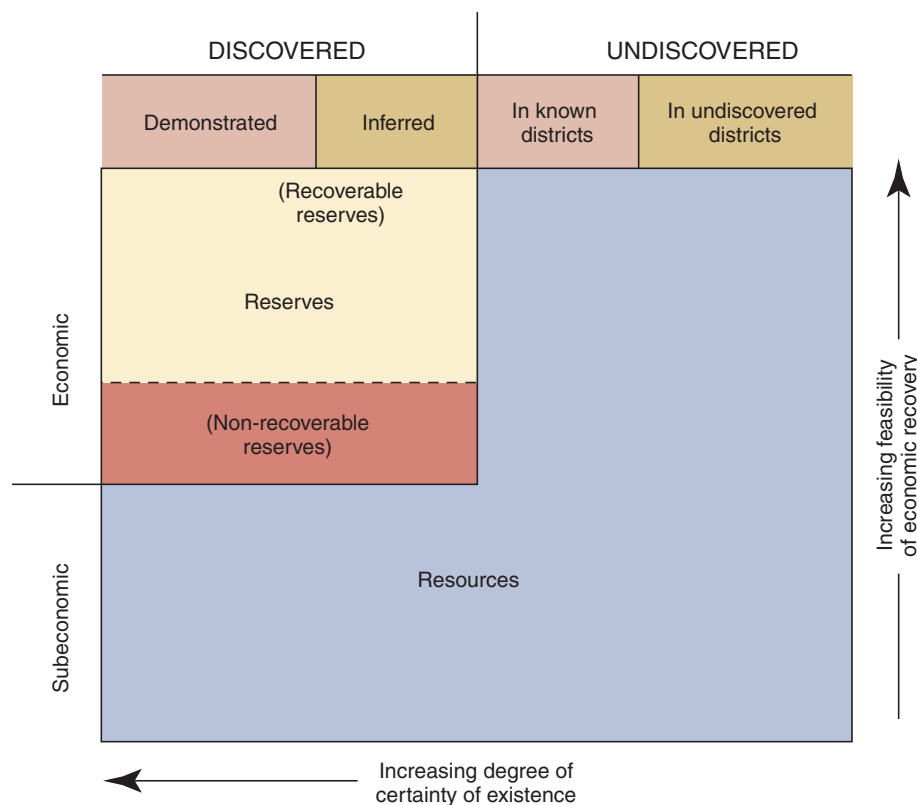 DISCOVERED
UNDISCOVERED
Demonstrated
Inferred
In known
districts
In undiscovered
districts
(Recoverable
reserves)
Reserves
(Non-recoverable
reserves)
Resources
Economic
Subeconomic
Increasing feasibility
of economic recovery
Increasing degree of
certainty of existence